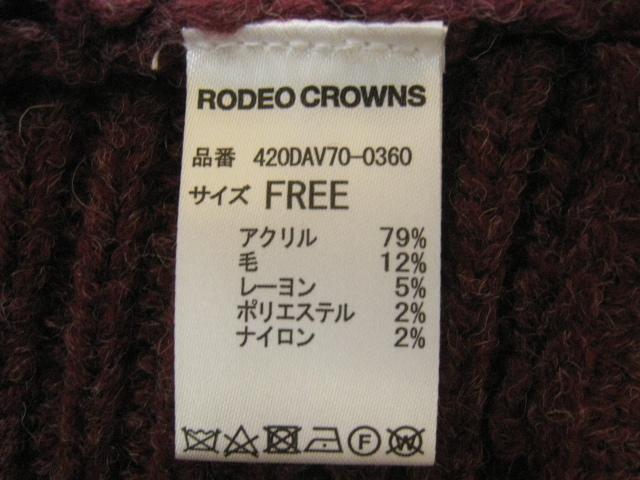 RODEO CROWNS
品番 420DAV70-0360
サイズ FREE
アクリル 79%
毛 12%
レーヨン 5%
ポリエステル 2%
ナイロン 2%
F W